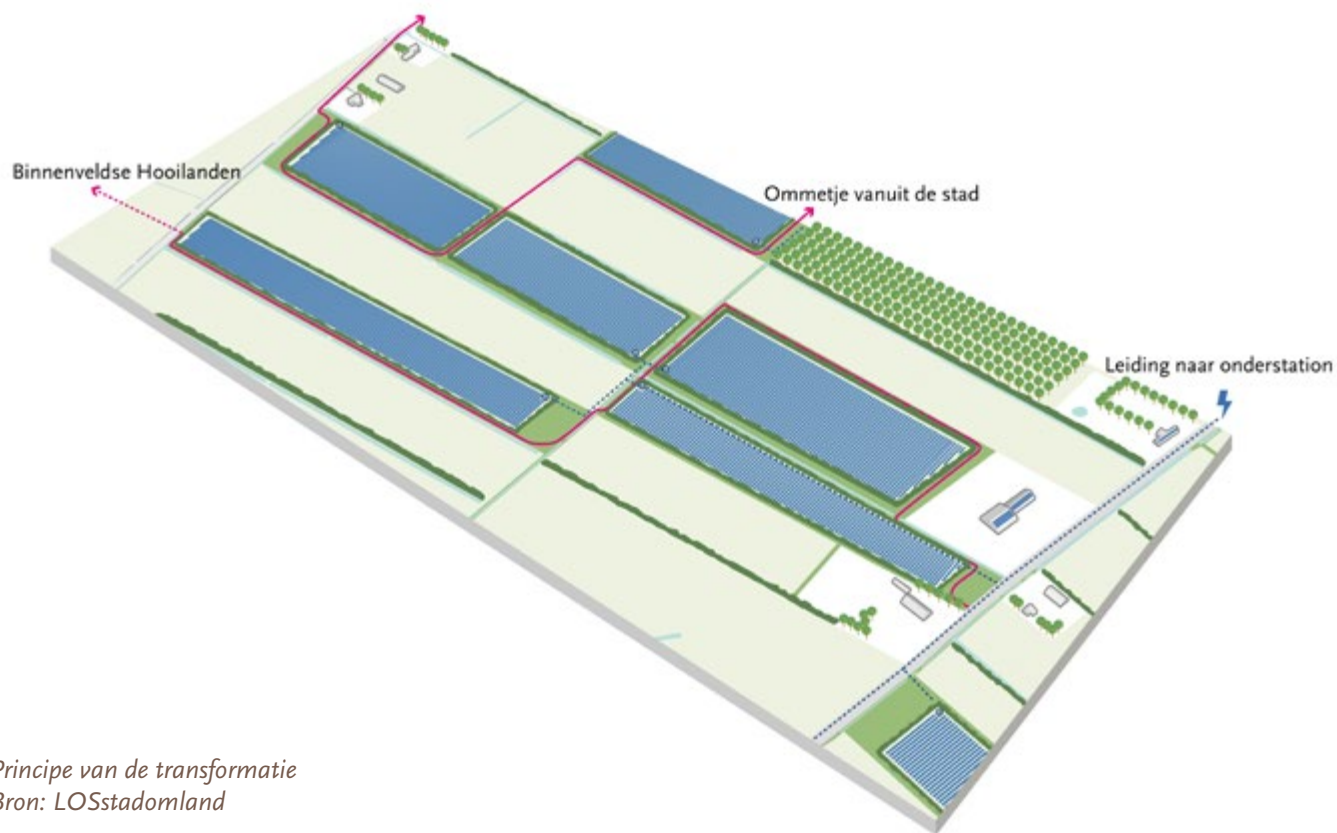 Binnenveldse Hooilanden
Ommetje vanuit de stad
Leiding naar onderstation
Principe van de transformatie
Bron: LOSstadomland